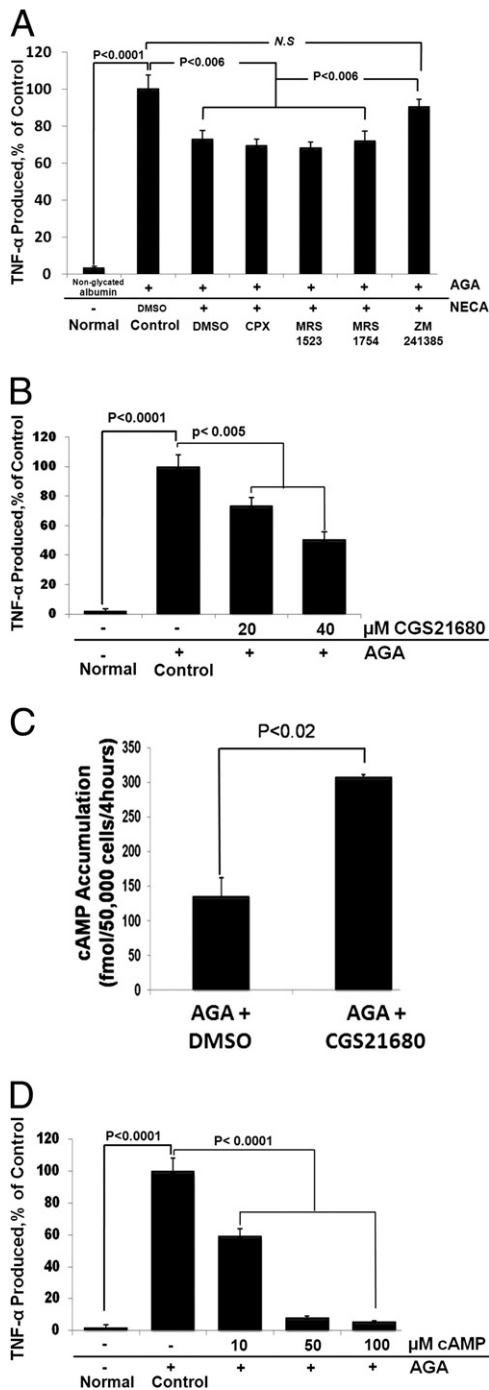 A
TNF-α Produced,% of Control
120
100
80
60
40
20
0
P<0.0001
N.S
P<0.006
P<0.006
Non-glycated albumin + + + + + + AGA
- DMSO + + + + + NECA
Normal Control DMSO CPX MRS 1523 MRS 1754 ZM 241385
B
TNF-α Produced,% of Control
120
100
80
60
40
20
0
P<0.0001
p< 0.005
- - 20 40 µM CGS21680
- + + + AGA
Normal Control
C
cAMP Accumulation
(fmol/50,000 cells/4hours)
350
300
250
200
150
100
50
0
P<0.02
AGA + DMSO
AGA + CGS21680
D
TNF-α Produced,% of Control
120
100
80
60
40
20
0
P<0.0001
P< 0.0001
- - 10 50 100 µM cAMP
- + + + + AGA
Normal Control